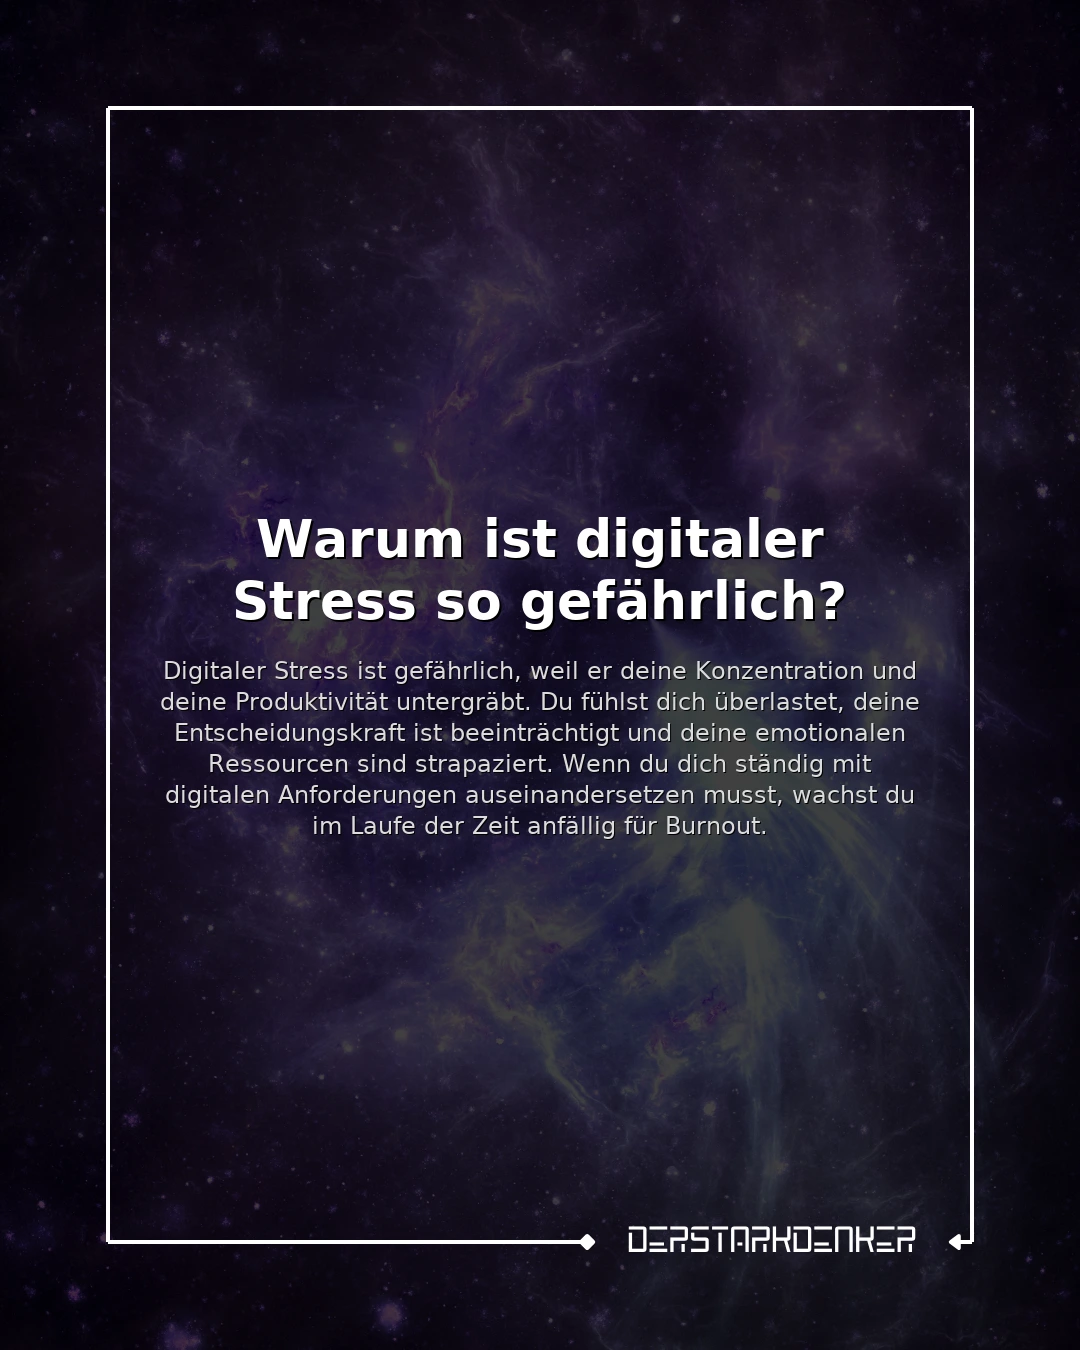 Warum ist digitaler
Stress so gefährlich?
Digitaler Stress ist gefährlich, weil er deine Konzentration und
deine Produktivität untergräbt. Du fühlst dich überlastet, deine
Entscheidungskraft ist beeinträchtigt und deine emotionalen
Ressourcen sind strapaziert. Wenn du dich ständig mit
digitalen Anforderungen auseinandersetzen musst, wachst du
im Laufe der Zeit anfällig für Burnout.
DERSTARKDENKER